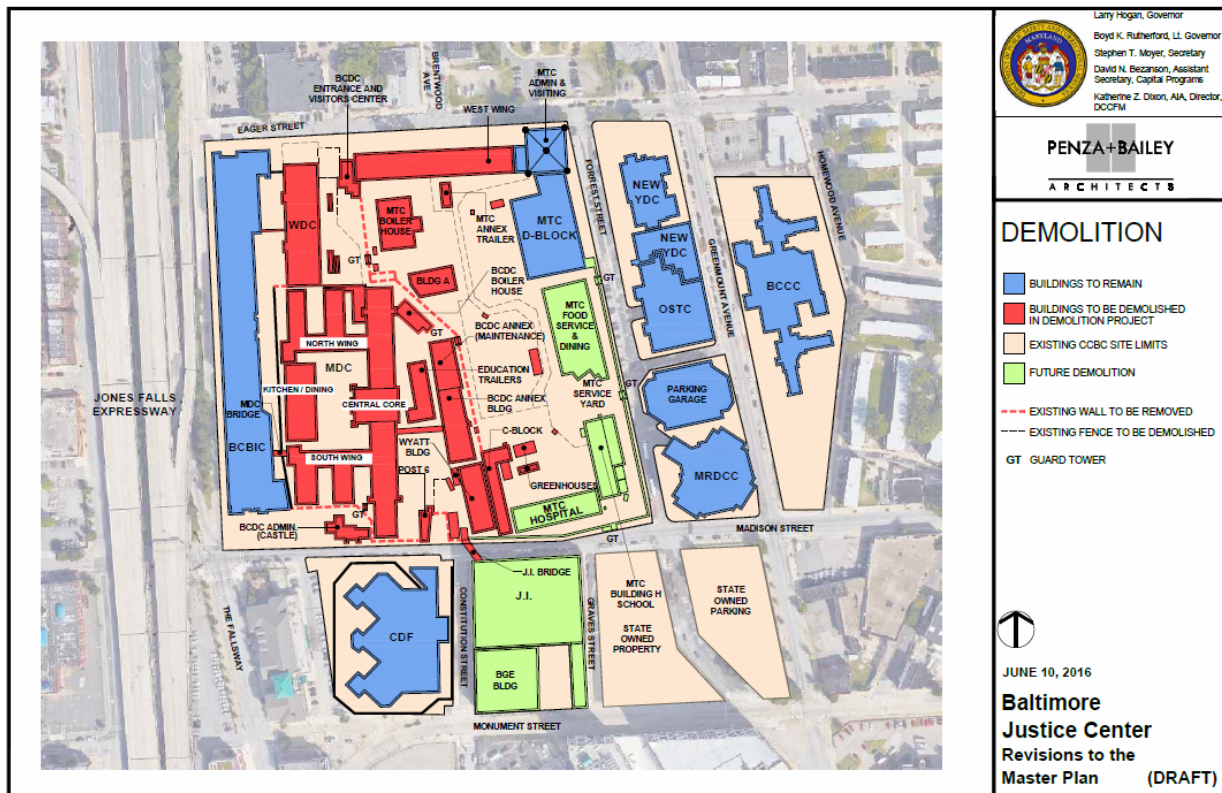 BRENTWOOD
AVE
BCDC
ENTRANCE AND
VISITORS CENTER
MTC
ADMIN &
VISITING
WEST WING
EAGER STREET
FORREST STREET
HOMEWOOD AVENUE
NEW
YDC
WDC
MTC
BOILER
HOUSE
MTC
ANNEX
TRAILER
MTC
D-BLOCK
NEW
YDC
GREENMOUNT AVENUE
GT
BCDC
BOILER
HOUSE
GT
BLDG A
BCCC
OSTC
MTC
FOOD
SERVICE
&
DINING
GT
BCDC ANNEX
(MAINTENANCE)
NORTH WING
MDC
EDUCATION
TRAILERS
KITCHEN / DINING
MTC
SERVICE
YARD
GT
PARKING
GARAGE
JONES FALLS
EXPRESSWAY
MDC
BRIDGE
CENTRAL CORE
BCDC ANNEX
BLDG
C-BLOCK
BCBIC
WYATT
BLDG
SOUTH WING
POST 6
MRDCC
GREENHOUSES
GT
MTC
HOSPITAL
BCDC ADMIN
(CASTLE)
MADISON STREET
GT
J.I. BRIDGE
J.I.
MTC
BUILDING H
SCHOOL
STATE
OWNED
PARKING
THE FALLSWAY
CDF
CONSTITUTION STREET
GRAVES STREET
STATE
OWNED
PROPERTY
BGE
BLDG
MONUMENT STREET
MARYLAND
Larry Hogan, Governor
Boyd K. Rutherford, Lt. Governor
Stephen T. Moyer, Secretary
David N. Bezanson, Assistant
Secretary, Capital Programs
Katherine Z. Dixon, AIA, Director,
DCCFM
PENZA+BAILEY
ARCHITECTS
DEMOLITION
BUILDINGS TO REMAIN
BUILDINGS TO BE DEMOLISHED
IN DEMOLITION PROJECT
EXISTING CCBC SITE LIMITS
FUTURE DEMOLITION
EXISTING WALL TO BE REMOVED
EXISTING FENCE TO BE DEMOLISHED
GT GUARD TOWER
JUNE 10, 2016
Baltimore
Justice Center
Revisions to the
Master Plan (DRAFT)